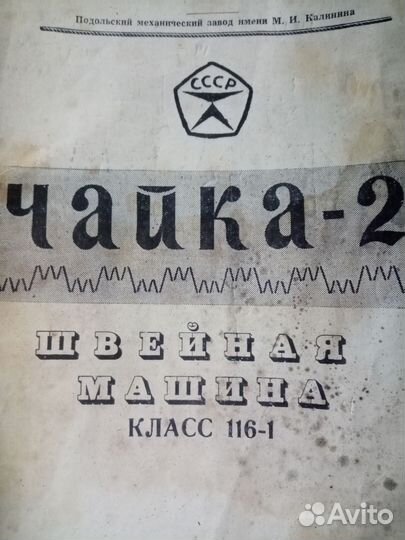 Подольский механический завод имени М. И. Калинина
СССР
ЧАЙКА-2
ШВЕЙНАЯ
МАШИНА
КЛАСС 116-1
Avito